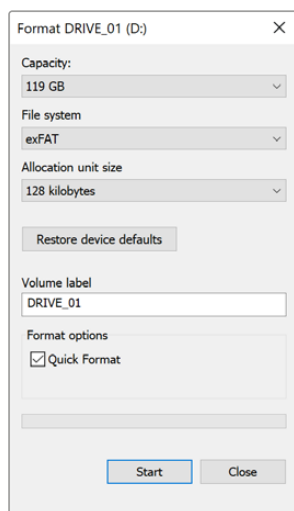 Format DRIVE_01 (D:)
Capacity:
119 GB
File system
exFAT
Allocation unit size
128 kilobytes
Restore device defaults
Volume label
DRIVE_01
Format options
Quick Format
Start Close